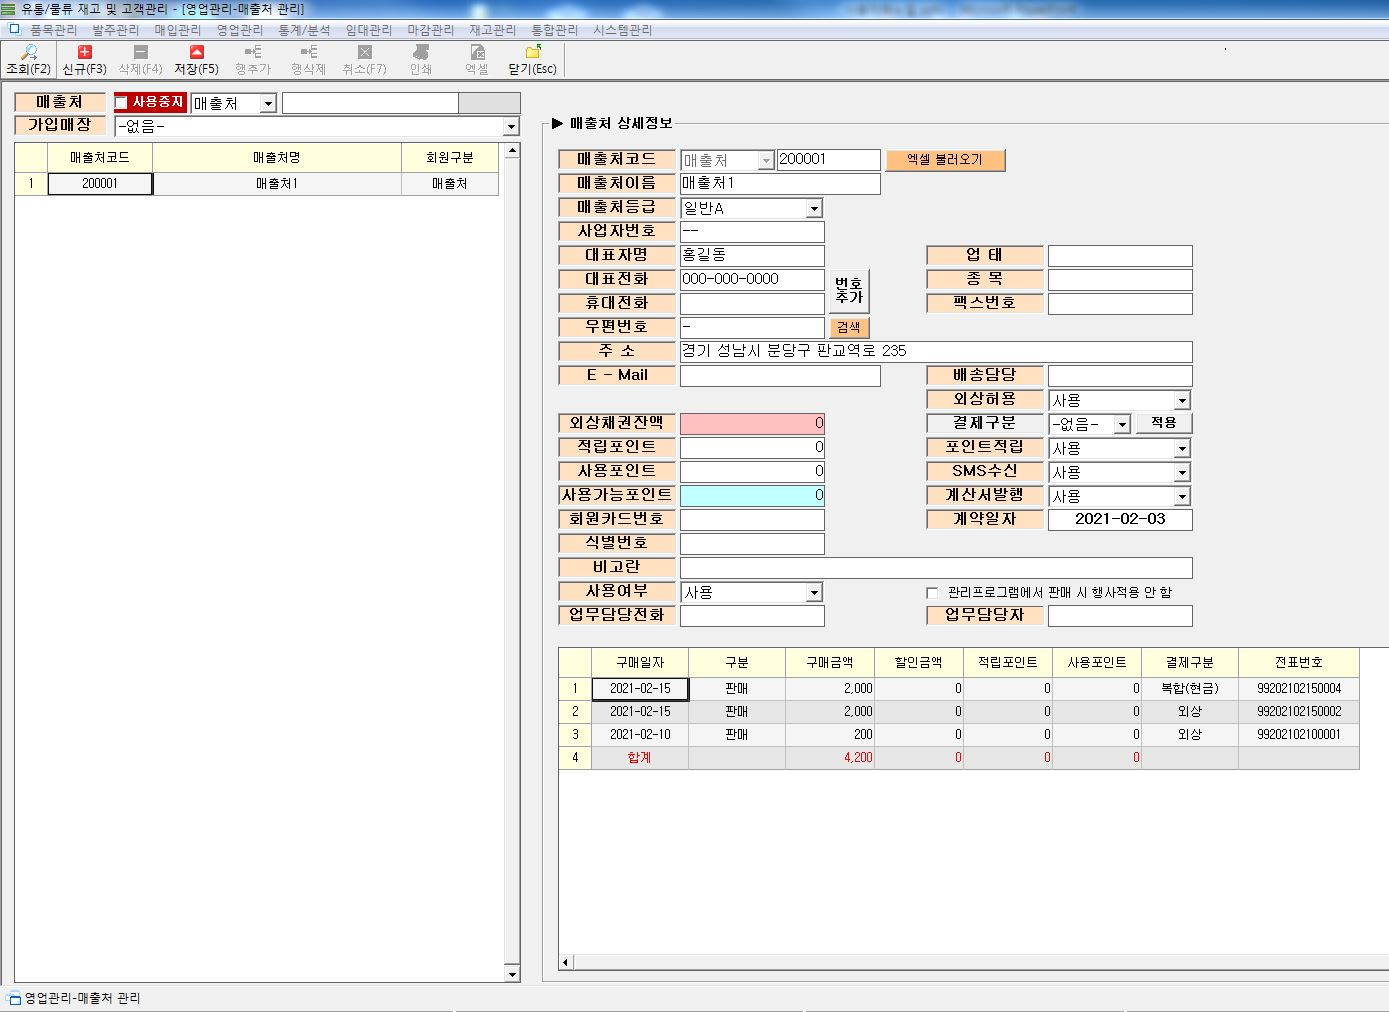 유통/물류 재고 및 고객관리 - [영업관리-매출처 관리]
품목관리 발주관리 매입관리 영업관리 통계/분석 임대관리 마감관리 재고관리 통합관리 시스템관리
조회(F2) 신규(F3) 삭제(F4) 저장(F5) 행추가 행삭제 취소(F7) 인쇄 엑셀 닫기(Esc)
매출처 사용중지 매출처
가입매장 -없음-
매출처코드 매출처명 회원구분
1 200001 매출처1 매출처
▶ 매출처 상세정보
매출처코드 매출처 200001 엑셀 불러오기
매출처이름 매출처1
매출처등급 일반A
사업자번호 --
대표자명 홍길동 업 태
대표전화 000-000-0000 번호추가 종 목
휴대전화 팩스번호
우편번호 - 검색
주 소 경기 성남시 분당구 판교역로 235
E - Mail 배송담당
외상허용 사용
외상채권잔액 0 결제구분 -없음- 적용
적립포인트 0 포인트적립 사용
사용포인트 0 SMS수신 사용
사용가능포인트 0 계산서발행 사용
회원카드번호 계약일자 2021-02-03
식별번호
비고란
사용여부 사용 관리프로그램에서 판매 시 행사적용 안 함
업무담당전화 업무담당자
구매일자 구분 구매금액 할인금액 적립포인트 사용포인트 결제구분 전표번호
1 2021-02-15 판매 2,000 0 0 0 복합(현금) 99202102150004
2 2021-02-15 판매 2,000 0 0 0 외상 99202102150002
3 2021-02-10 판매 200 0 0 0 외상 99202102100001
4 합계 4,200 0 0 0
영업관리-매출처 관리